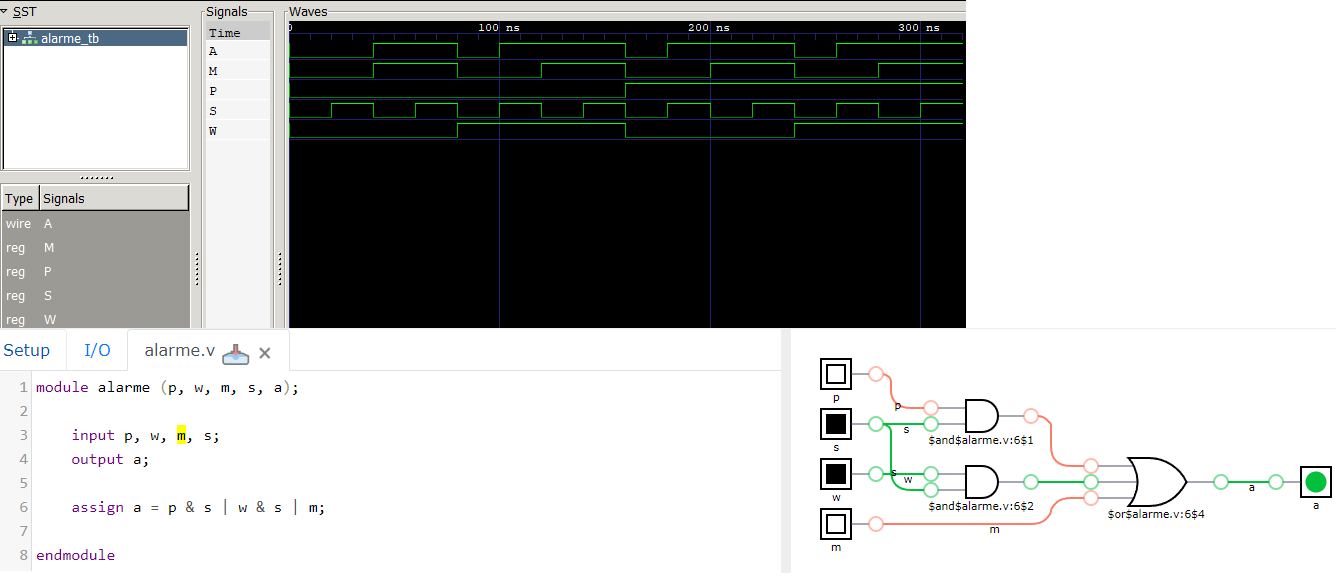 SST
alarme_tb
Type Signals
wire A
reg M
reg P
reg S
reg W
Signals
Time
A
M
P
S
W
Waves
0 100 ns 200 ns 300 ns
Setup I/O alarme.v
1 module alarme (p, w, m, s, a);
2
3 input p, w, m, s;
4 output a;
5
6 assign a = p & s | w & s | m;
7
8 endmodule
p
p
s
s
$and$alarme.v:6$1
s
w
w
$and$alarme.v:6$2
m
m
$or$alarme.v:6$4
a
a